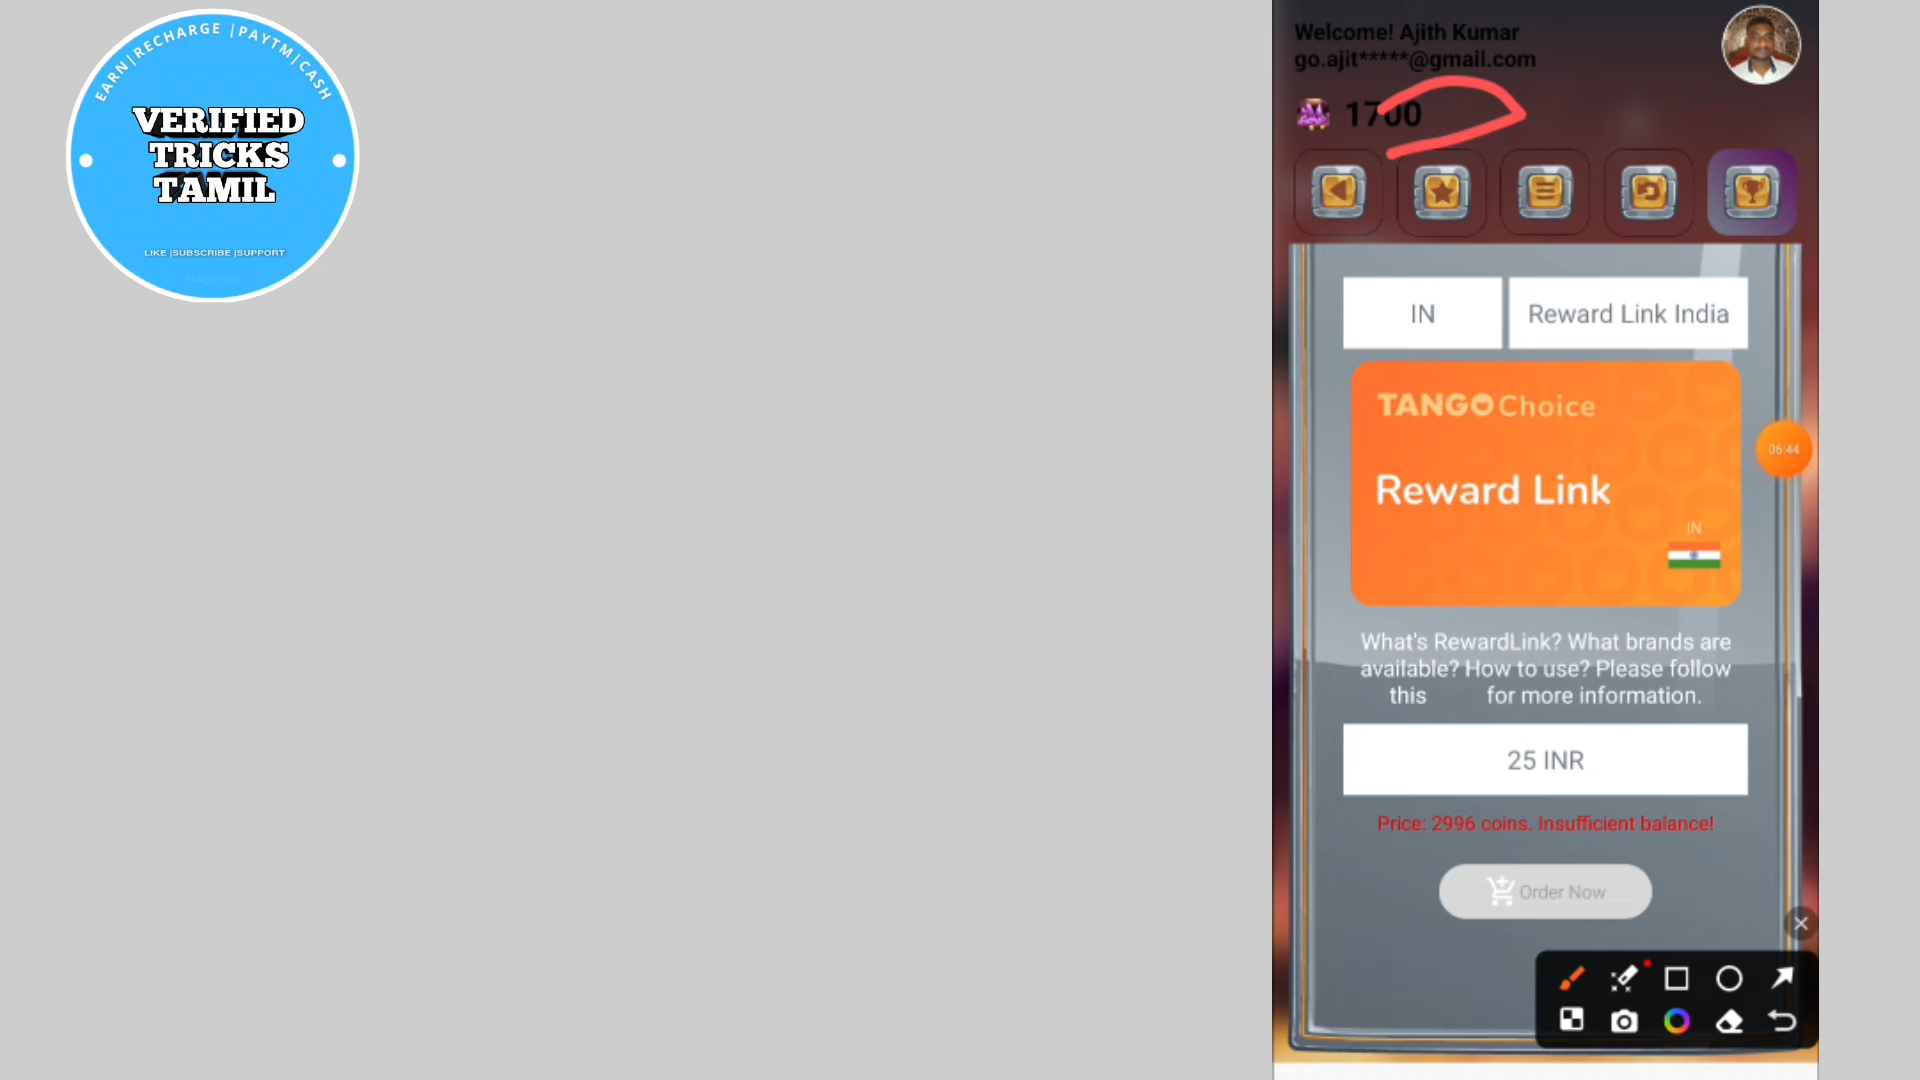 EARN|RECHARGE |PAYTM|CASH
VERIFIED
TRICKS
TAMIL
LIKE |SUBSCRIBE |SUPPORT
Welcome! Ajith Kumar
go.ajit*****@gmail.com
1700
IN
Reward Link India
TANGO Choice
Reward Link
IN
06:44
What's RewardLink? What brands are
available? How to use? Please follow
this for more information.
25 INR
Price: 2996 coins. Insufficient balance!
Order Now